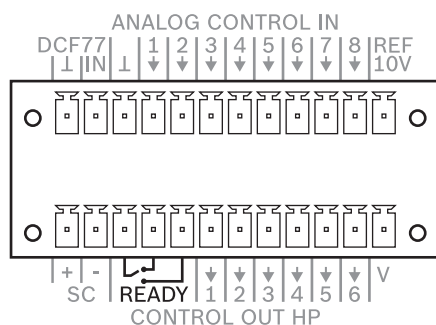 ANALOG CONTROL IN
DCF77 1 2 3 4 5 6 7 8 REF
⊥ IN ⊥ 10V
+ - 1 2 3 4 5 6 V
SC READY
CONTROL OUT HP